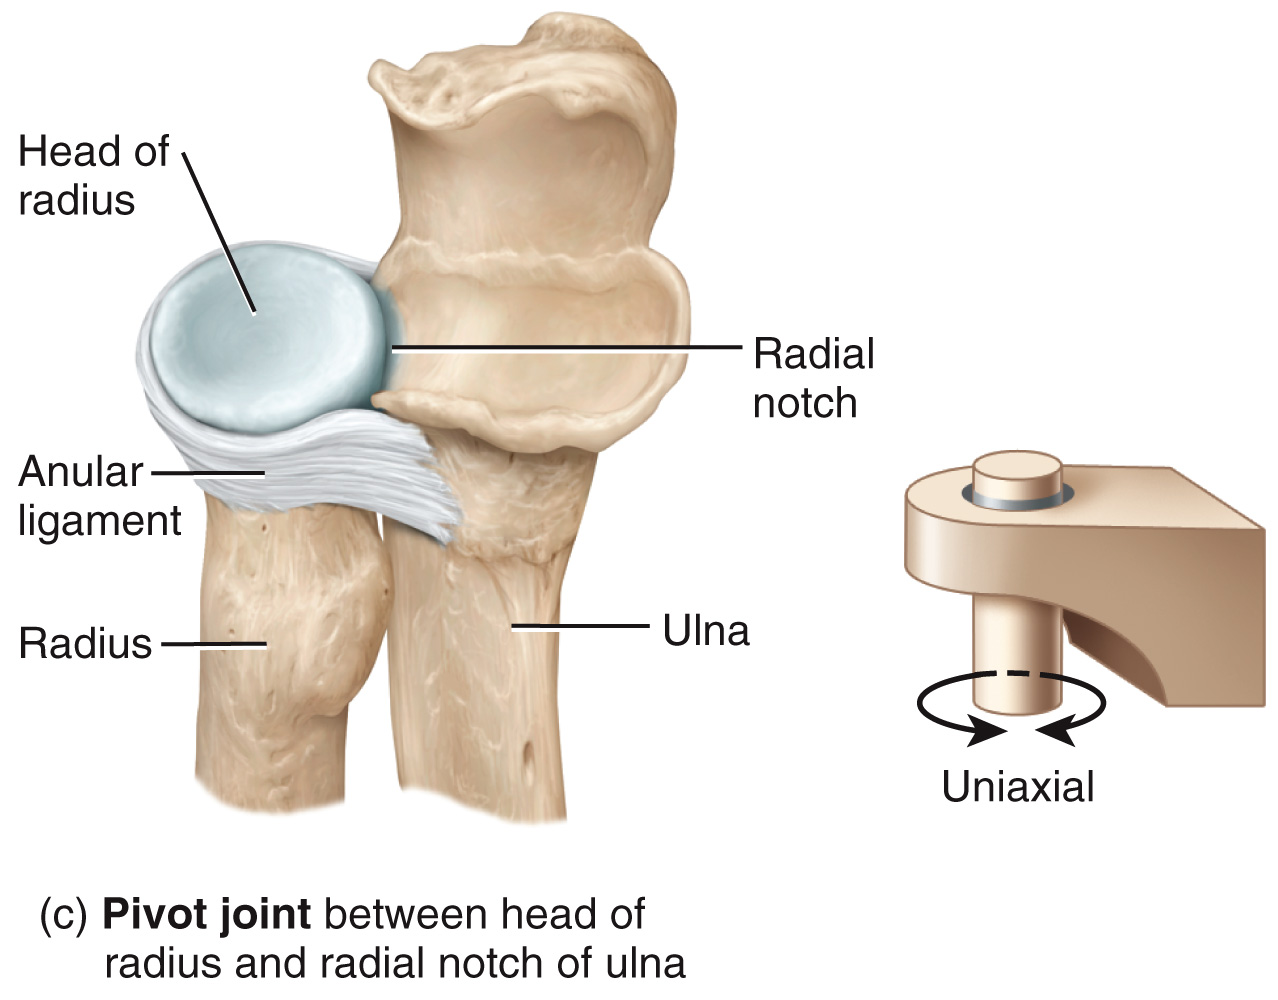 Head of
radius
Radial
notch
Anular
ligament
Radius
Ulna
Uniaxial
(c) Pivot joint between head of
radius and radial notch of ulna